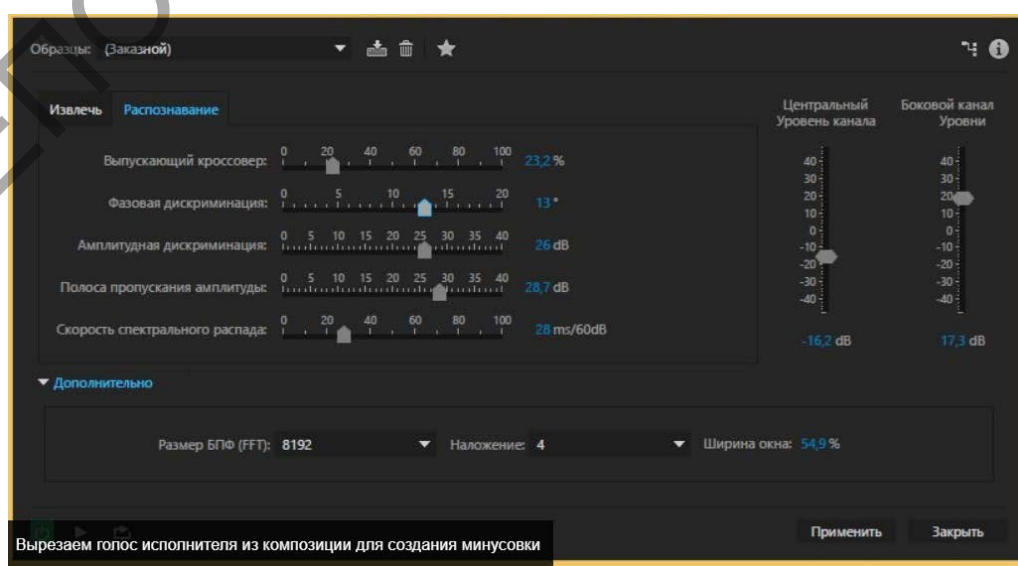 Образцы: (Заказной)
Извлечь Распознавание
Центральный Уровень канала
Боковой канал Уровни
Выпускающий кроссовер: 0 20 40 60 80 100 23,2 %
Фазовая дискриминация: 0 5 10 15 20 13 °
Амплитудная дискриминация: 0 5 10 15 20 25 30 35 40 26 dB
Полоса пропускания амплитуды: 0 5 10 15 20 25 30 35 40 28,7 dB
Скорость спектрального распада: 0 20 40 60 80 100 28 ms/60dB
40 40
30 30
20 20
10 10
0 0
-10 -10
-20 -20
-30 -30
-40 -40
-16,2 dB 17,3 dB
Дополнительно
Размер БПФ (FFT): 8192 Наложение: 4 Ширина окна: 54,9 %
Вырезаем голос исполнителя из композиции для создания минусовки
Применить Закрыть